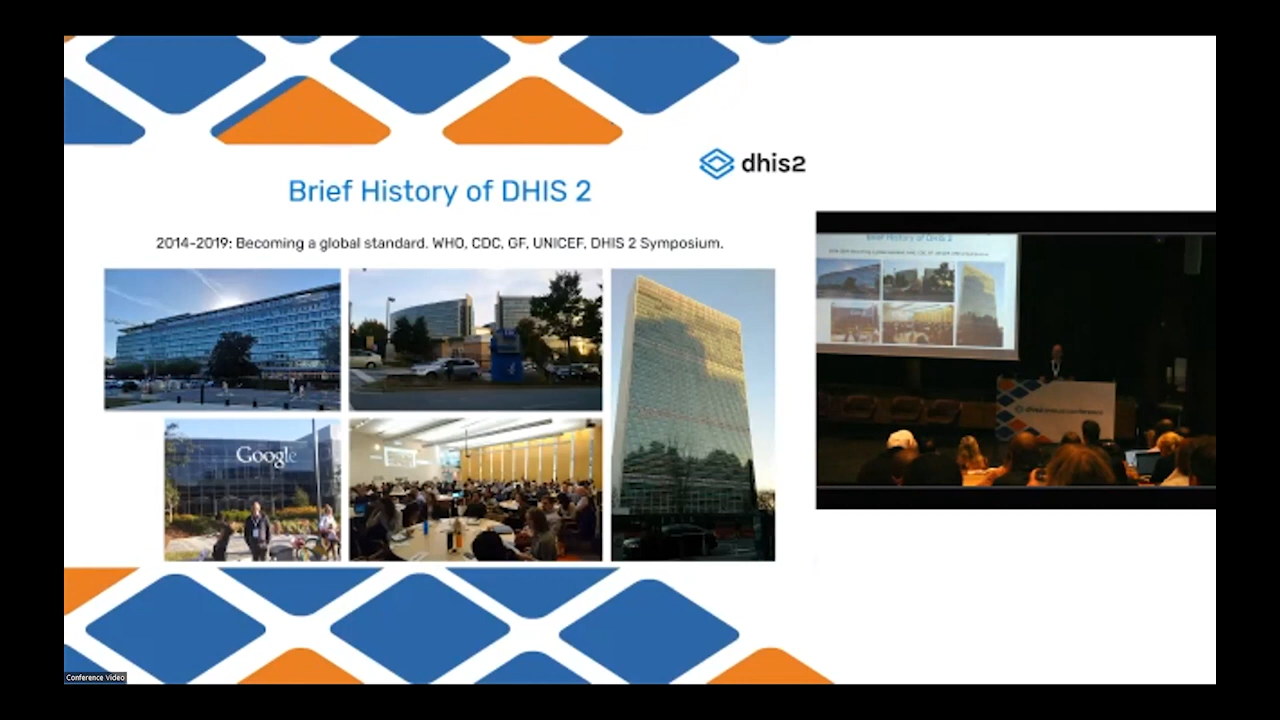 dhis2
Brief History of DHIS 2
2014-2019: Becoming a global standard. WHO, CDC, GF, UNICEF, DHIS 2 Symposium.
Google
Brief History of DHIS 2
Conference Video